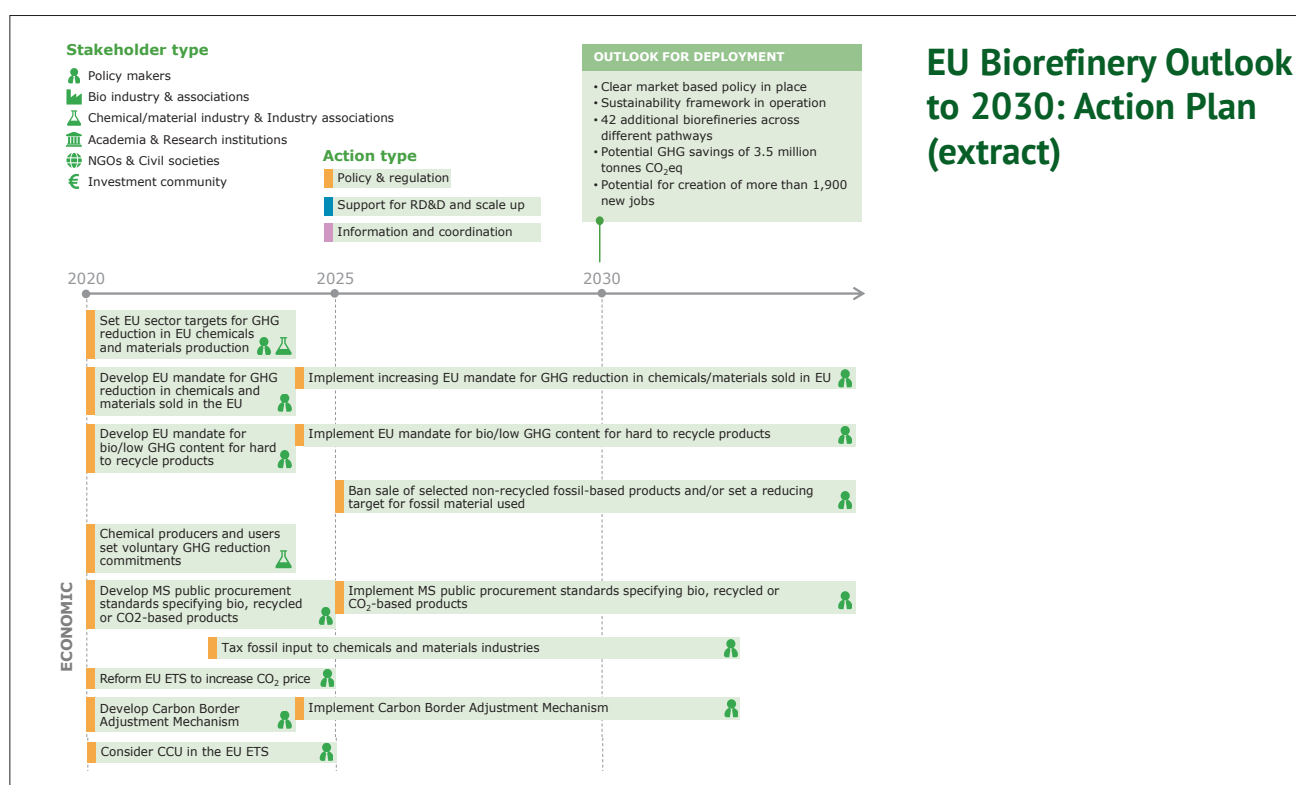 EU Biorefinery Outlook
to 2030: Action Plan
(extract)
Stakeholder type
Policy makers
Bio industry & associations
Chemical/material industry & Industry associations
Academia & Research institutions
NGOs & Civil societies
€ Investment community
Action type
Policy & regulation
Support for RD&D and scale up
Information and coordination
OUTLOOK FOR DEPLOYMENT
• Clear market based policy in place
• Sustainability framework in operation
• 42 additional biorefineries across
different pathways
• Potential GHG savings of 3.5 million
tonnes CO₂eq
• Potential for creation of more than 1,900
new jobs
2020
2025
2030
ECONOMIC
Set EU sector targets for GHG
reduction in EU chemicals
and materials production
Develop EU mandate for GHG
reduction in chemicals and
materials sold in the EU
Implement increasing EU mandate for GHG reduction in chemicals/materials sold in EU
Develop EU mandate for
bio/low GHG content for hard
to recycle products
Implement EU mandate for bio/low GHG content for hard to recycle products
Ban sale of selected non-recycled fossil-based products and/or set a reducing
target for fossil material used
Chemical producers and users
set voluntary GHG reduction
commitments
Develop MS public procurement
standards specifying bio, recycled
or CO2-based products
Implement MS public procurement standards specifying bio, recycled or
CO₂-based products
Tax fossil input to chemicals and materials industries
Reform EU ETS to increase CO₂ price
Develop Carbon Border
Adjustment Mechanism
Implement Carbon Border Adjustment Mechanism
Consider CCU in the EU ETS